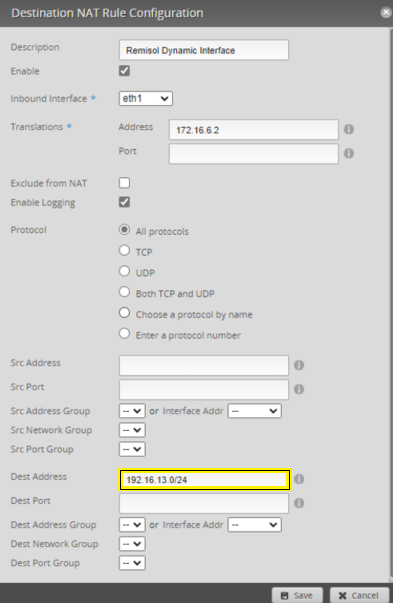 Destination NAT Rule Configuration
Description Remisol Dynamic Interface
Enable
Inbound Interface * eth1
Translations * Address 172.16.6.2
Port
Exclude from NAT
Enable Logging
Protocol All protocols
TCP
UDP
Both TCP and UDP
Choose a protocol by name
Enter a protocol number
Src Address
Src Port
Src Address Group -- or Interface Addr --
Src Network Group --
Src Port Group --
Dest Address 192.16.13.0/24
Dest Port
Dest Address Group -- or Interface Addr --
Dest Network Group --
Dest Port Group --
Save Cancel